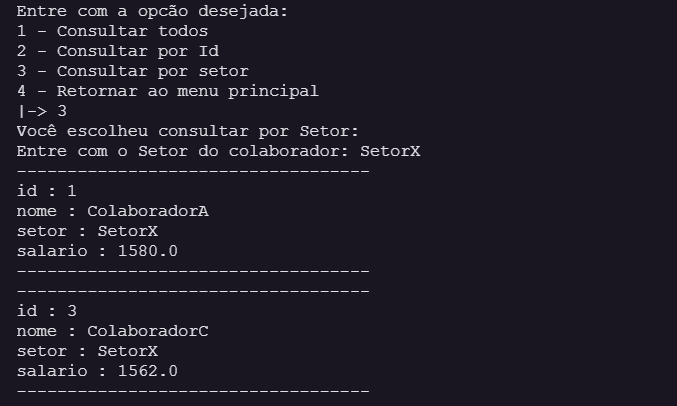 Entre com a opcão desejada:
1 - Consultar todos
2 - Consultar por Id
3 - Consultar por setor
4 - Retornar ao menu principal
|-> 3
Você escolheu consultar por Setor:
Entre com o Setor do colaborador: SetorX
-----------------------------------
id : 1
nome : ColaboradorA
setor : SetorX
salario : 1580.0
-----------------------------------
-----------------------------------
id : 3
nome : ColaboradorC
setor : SetorX
salario : 1562.0
-----------------------------------